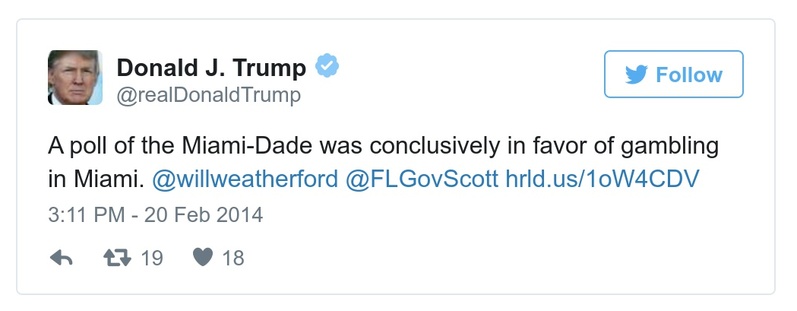 Donald J. Trump
@realDonaldTrump
Follow
A poll of the Miami-Dade was conclusively in favor of gambling
in Miami. @willweatherford @FLGovScott hrld.us/1oW4CDV
3:11 PM - 20 Feb 2014
19 18